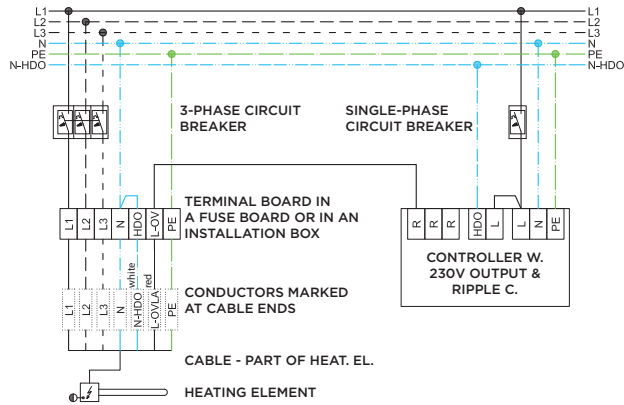 L1
L2
L3
N
PE
N-HDO
L1
L2
L3
N
PE
N-HDO
3-PHASE CIRCUIT
BREAKER
SINGLE-PHASE
CIRCUIT BREAKER
L1
L2
L3
N
HDO
L-OV
PE
TERMINAL BOARD IN
A FUSE BOARD OR IN AN
INSTALLATION BOX
R
R
R
HDO
L
L
N
PE
CONTROLLER W.
230V OUTPUT &
RIPPLE C.
white
red
L1
L2
L3
N
N-HDO
L-OVLA
PE
CONDUCTORS MARKED
AT CABLE ENDS
CABLE - PART OF HEAT. EL.
HEATING ELEMENT